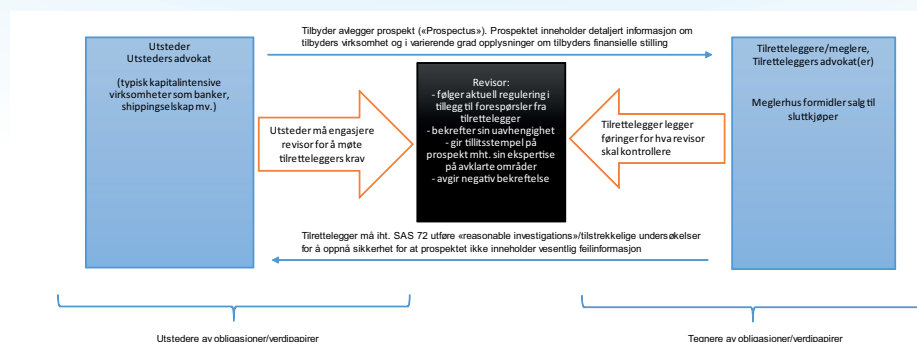 Tilbyder avlegger prospekt («Prospectus»). Prospektet inneholder detaljert informasjon om
tilbyders virksomhet og i varierende grad opplysninger om tilbyders finansielle stilling
Utsteder
Utsteders advokat
(typisk kapitalintensive
virksomheter som banker,
shippingselskap mv.)
Utsteder må engasjere
revisor for å møte
tilretteleggers krav
Revisor:
- følger aktuell regulering i
tillegg til forespørsler fra
tilrettelegger
- bekrefter sin uavhengighet
- gir tillitsstempel på
prospekt mht. sin ekspertise
på avklarte områder
- avgir negativ bekreftelse
Tilrettelegger legger
føringer for hva revisor
skal kontrollere
Tilretteleggere/meglere,
Tilretteleggers advokat(er)
Meglerhus formidler salg til
sluttkjøper
Tilrettelegger må iht. SAS 72 utføre «reasonable investigations»/tilstrekkelige undersøkelser
for å oppnå sikkerhet for at prospektet ikke inneholder vesentlig feilinformasjon
Utstedere av obligasjoner/verdipapirer
Tegnere av obligasjoner/verdipapirer